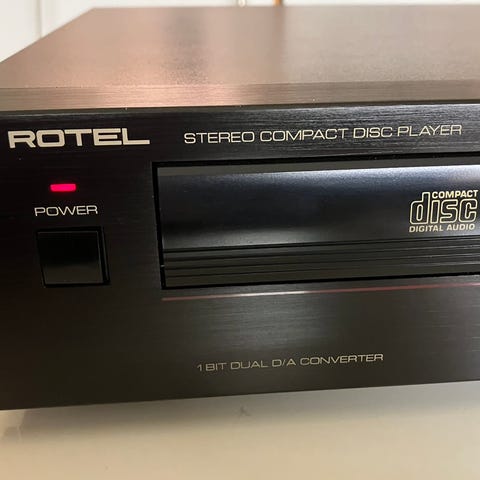 ROTEL STEREO COMPACT DISC PLAYER
POWER
COMPACT
disc
DIGITAL AUDIO
1 BIT DUAL D/A CONVERTER